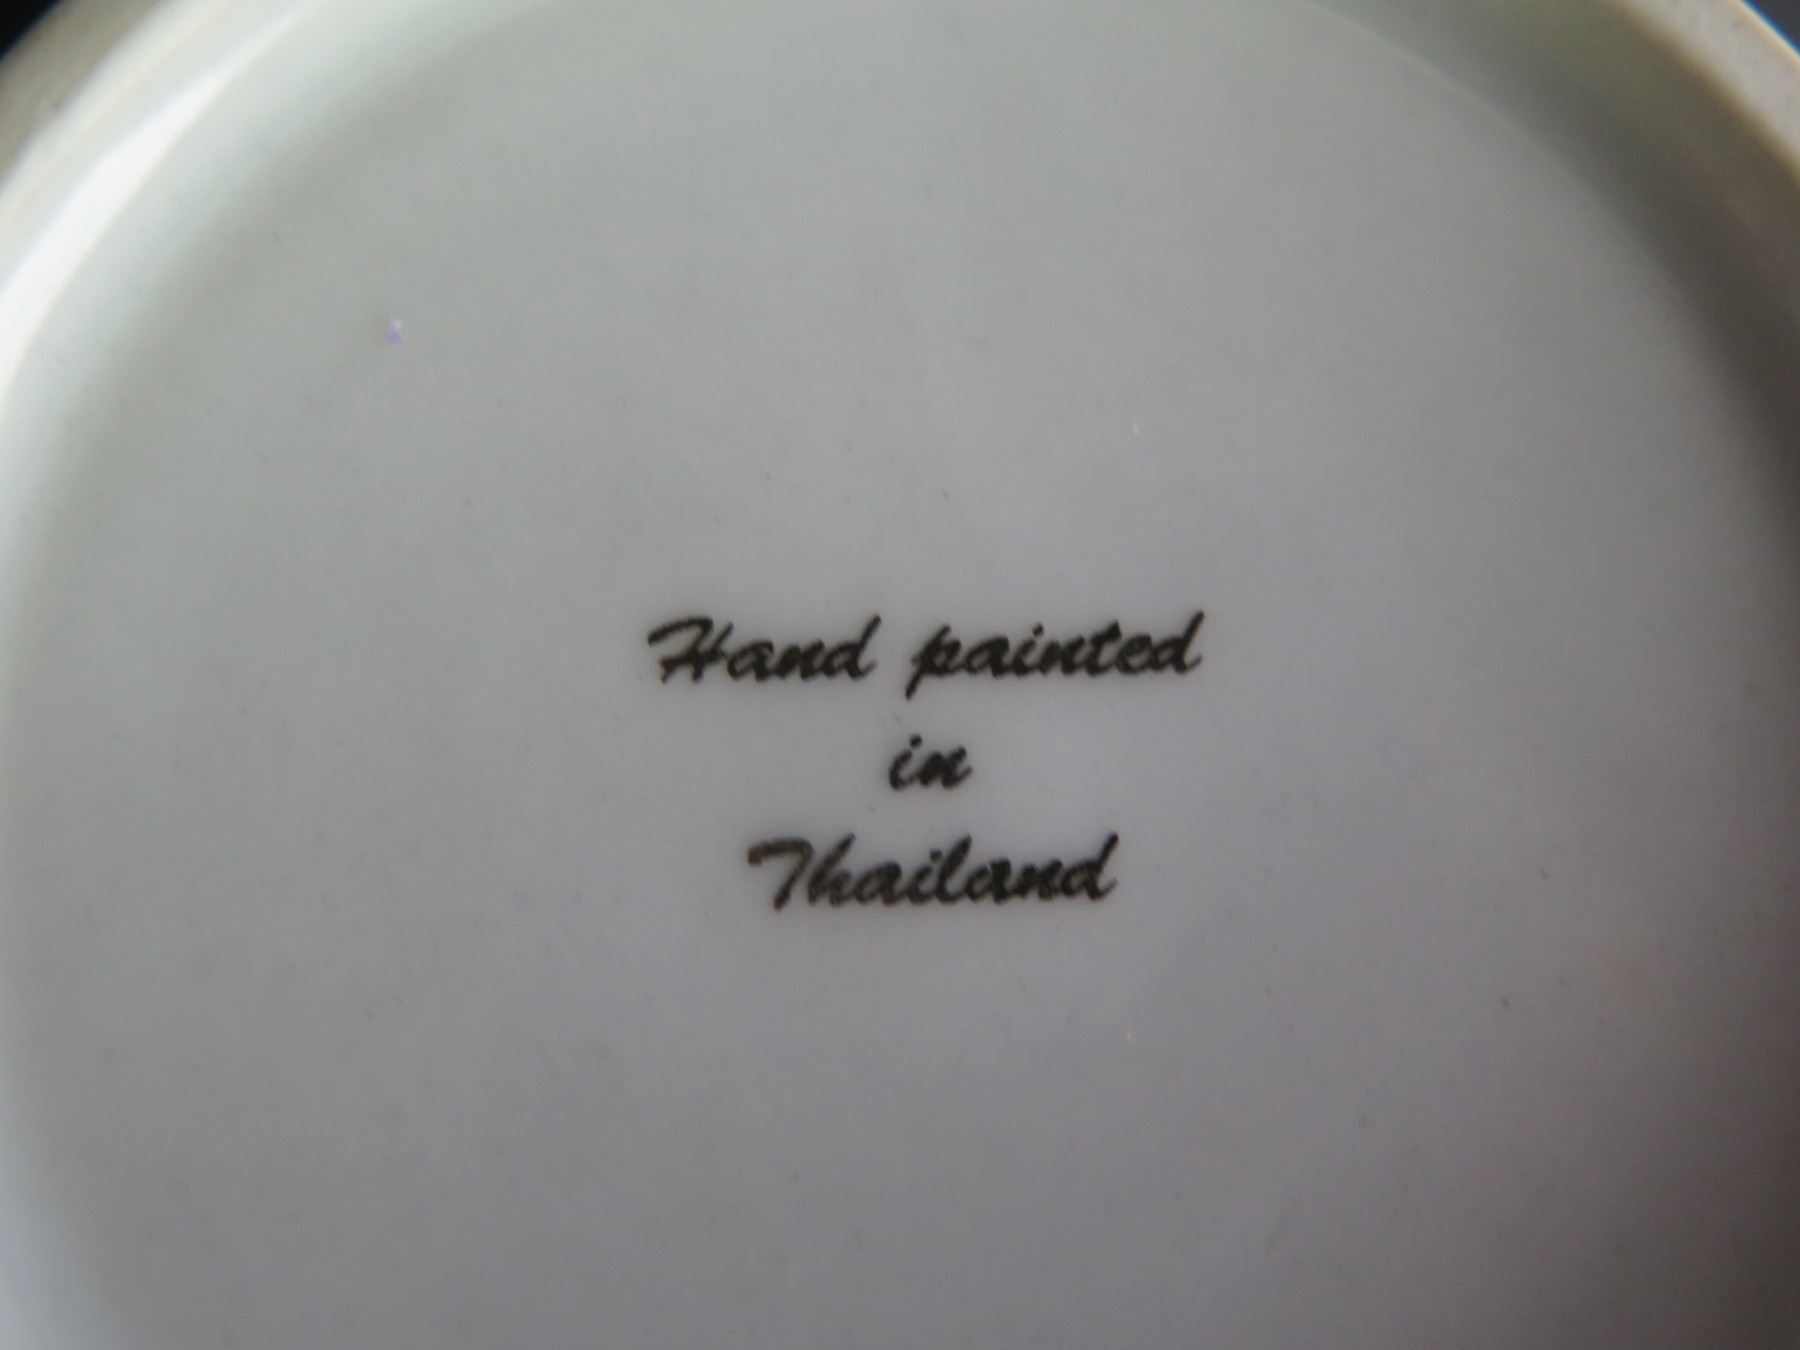 Hand painted
in
Thailand